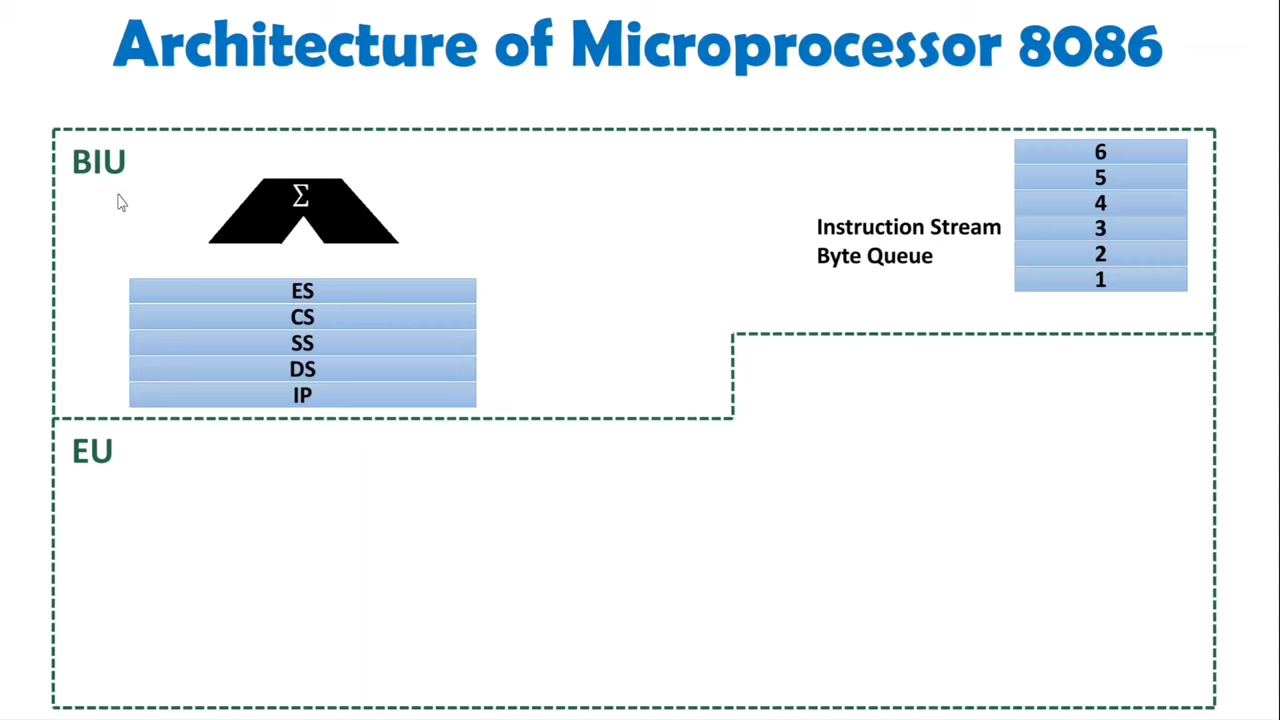 Architecture of Microprocessor 8086
BIU
Σ
ES
CS
SS
DS
IP
Instruction Stream
Byte Queue
6
5
4
3
2
1
EU